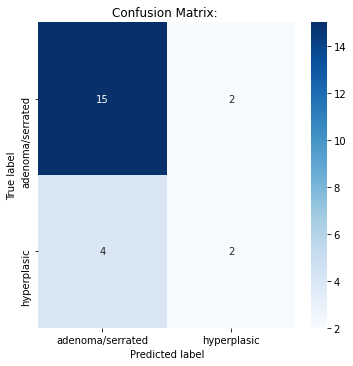 Confusion Matrix:
True label
adenoma/serrated
hyperplasic
15
2
4
2
adenoma/serrated
hyperplasic
Predicted label
14
12
10
8
6
4
2